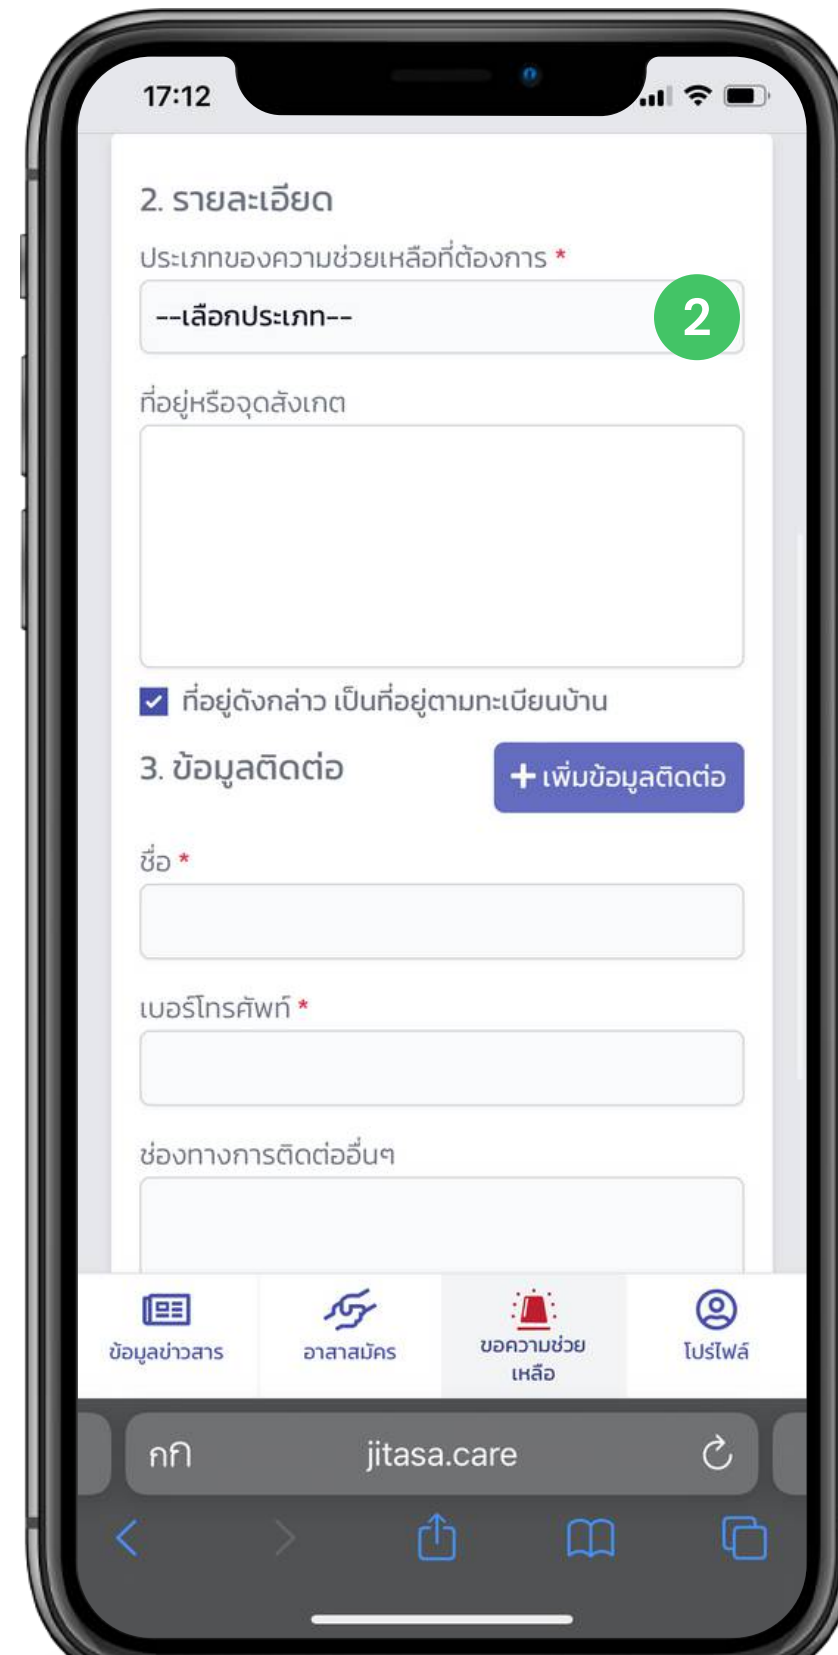 17:12
2. รายละเอียด
ประเภทของความช่วยเหลือที่ต้องการ *
--เลือกประเภท--
2
ที่อยู่หรือจุดสังเกต
ที่อยู่ดังกล่าว เป็นที่อยู่ตามทะเบียนบ้าน
3. ข้อมูลติดต่อ
+ เพิ่มข้อมูลติดต่อ
ชื่อ *
เบอร์โทรศัพท์ *
ช่องทางการติดต่ออื่นๆ
ข้อมูลข่าวสาร
อาสาสมัคร
ขอความช่วย
เหลือ
โปร์ไฟล์
กก jitasa.care